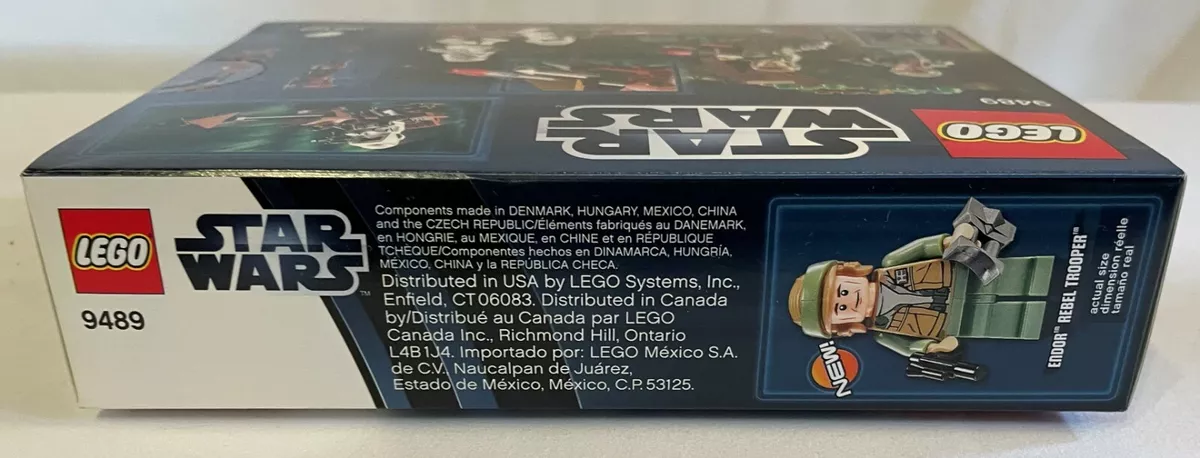 STAR
WARS
LEGO
9489
LEGO
STAR
WARS
™
9489
Components made in DENMARK, HUNGARY, MEXICO, CHINA
and the CZECH REPUBLIC/Éléments fabriqués au DANEMARK,
en HONGRIE, au MEXIQUE, en CHINE et en RÉPUBLIQUE
TCHÈQUE/Componentes hechos en DINAMARCA, HUNGRÍA,
MÉXICO, CHINA y la REPÚBLICA CHECA.
Distributed in USA by LEGO Systems, Inc.,
Enfield, CT 06083. Distributed in Canada
by/Distribué au Canada par LEGO
Canada Inc., Richmond Hill, Ontario
L4B 1J4. Importado por: LEGO México S.A.
de C.V. Naucalpan de Juárez,
Estado de México, México, C.P. 53125.
NEW!
ENDOR™ REBEL TROOPER™
actual size
dimension réelle
tamaño real